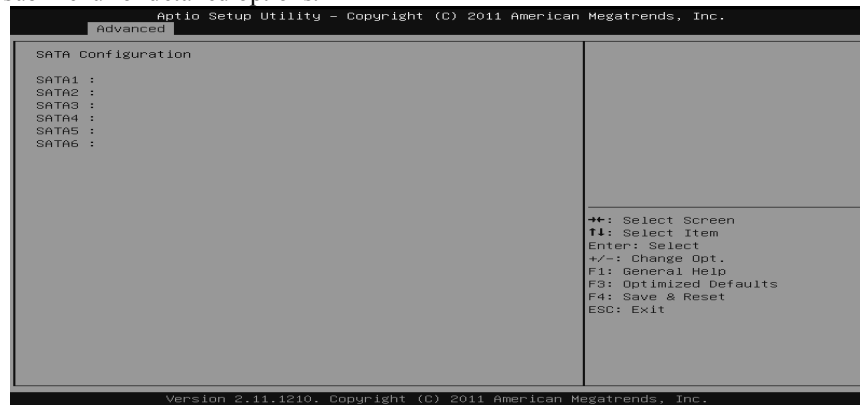 Aptio Setup Utility – Copyright (C) 2011 American Megatrends, Inc.
Advanced
SATA Configuration
SATA1 :
SATA2 :
SATA3 :
SATA4 :
SATA5 :
SATA6 :
→←: Select Screen
↑↓: Select Item
Enter: Select
+/-: Change Opt.
F1: General Help
F3: Optimized Defaults
F4: Save & Reset
ESC: Exit
Version 2.11.1210. Copyright (C) 2011 American Megatrends, Inc.